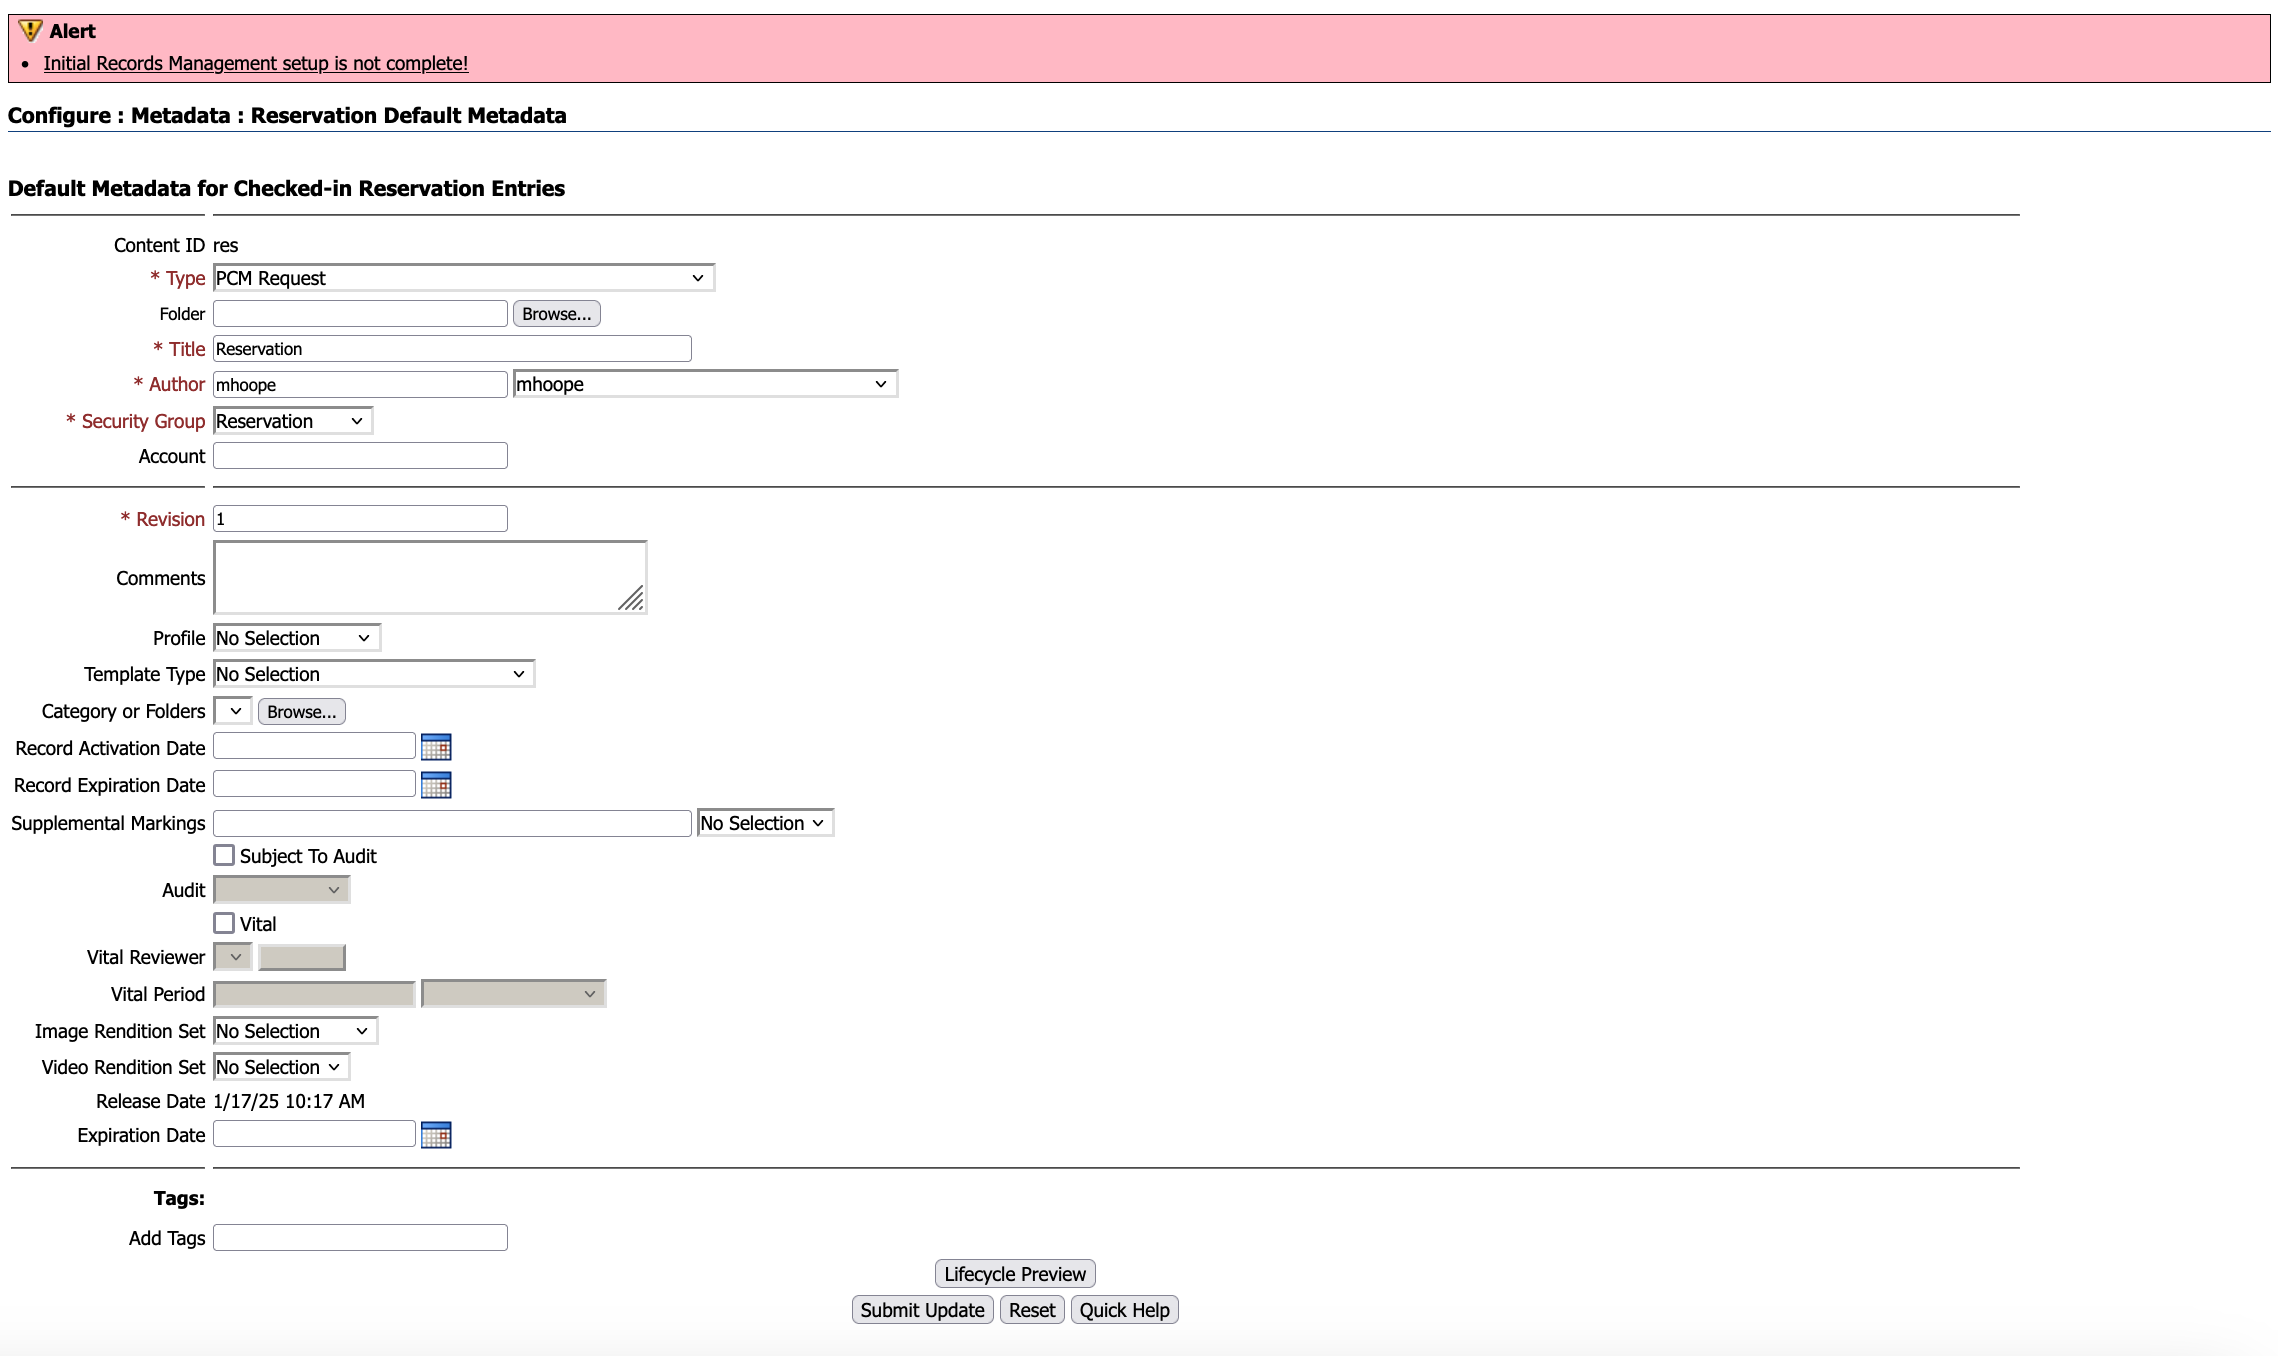 Alert
• Initial Records Management setup is not complete!
Configure : Metadata : Reservation Default Metadata
Default Metadata for Checked-in Reservation Entries
Content ID res
* Type PCM Request
Folder Browse...
* Title Reservation
* Author mhoope mhoope
* Security Group Reservation
Account
* Revision 1
Comments
Profile No Selection
Template Type No Selection
Category or Folders Browse...
Record Activation Date
Record Expiration Date
Supplemental Markings No Selection
Subject To Audit
Audit
Vital
Vital Reviewer
Vital Period
Image Rendition Set No Selection
Video Rendition Set No Selection
Release Date 1/17/25 10:17 AM
Expiration Date
Tags:
Add Tags
Lifecycle Preview
Submit Update Reset Quick Help